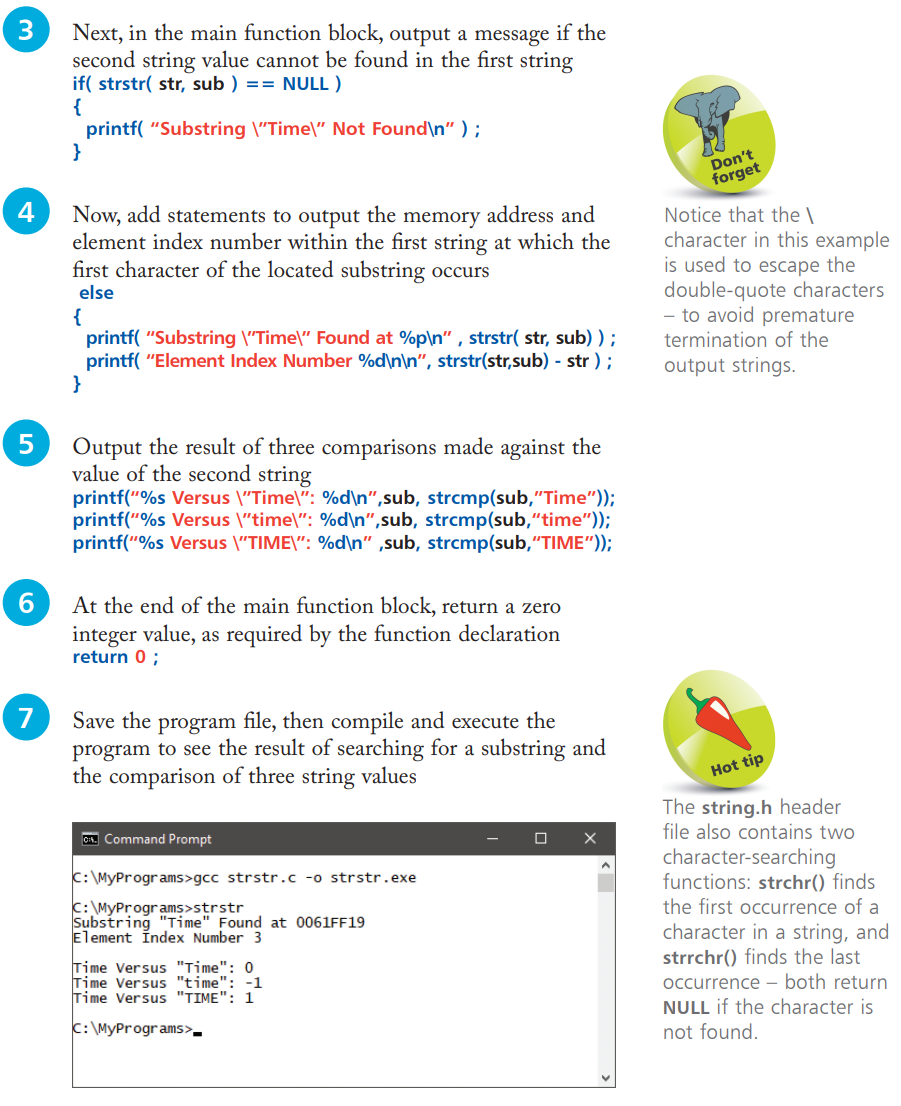 3
Next, in the main function block, output a message if the
second string value cannot be found in the first string
if( strstr( str, sub ) == NULL )
{
printf( “Substring \”Time\” Not Found\n” ) ;
}
4
Now, add statements to output the memory address and
element index number within the first string at which the
first character of the located substring occurs
else
{
printf( “Substring \”Time\” Found at %p\n” , strstr( str, sub) ) ;
printf( “Element Index Number %d\n\n”, strstr(str,sub) - str ) ;
}
5
Output the result of three comparisons made against the
value of the second string
printf(“%s Versus \”Time\”: %d\n”,sub, strcmp(sub,“Time”));
printf(“%s Versus \”time\”: %d\n”,sub, strcmp(sub,“time”));
printf(“%s Versus \”TIME\”: %d\n” ,sub, strcmp(sub,“TIME”));
6
At the end of the main function block, return a zero
integer value, as required by the function declaration
return 0 ;
7
Save the program file, then compile and execute the
program to see the result of searching for a substring and
the comparison of three string values
C:\. Command Prompt
C:\MyPrograms>gcc strstr.c -o strstr.exe
C:\MyPrograms>strstr
Substring "Time" Found at 0061FF19
Element Index Number 3
Time Versus "Time": 0
Time Versus "time": -1
Time Versus "TIME": 1
C:\MyPrograms>
Don't
forget
Notice that the \
character in this example
is used to escape the
double-quote characters
– to avoid premature
termination of the
output strings.
Hot tip
The string.h header
file also contains two
character-searching
functions: strchr() finds
the first occurrence of a
character in a string, and
strrchr() finds the last
occurrence – both return
NULL if the character is
not found.